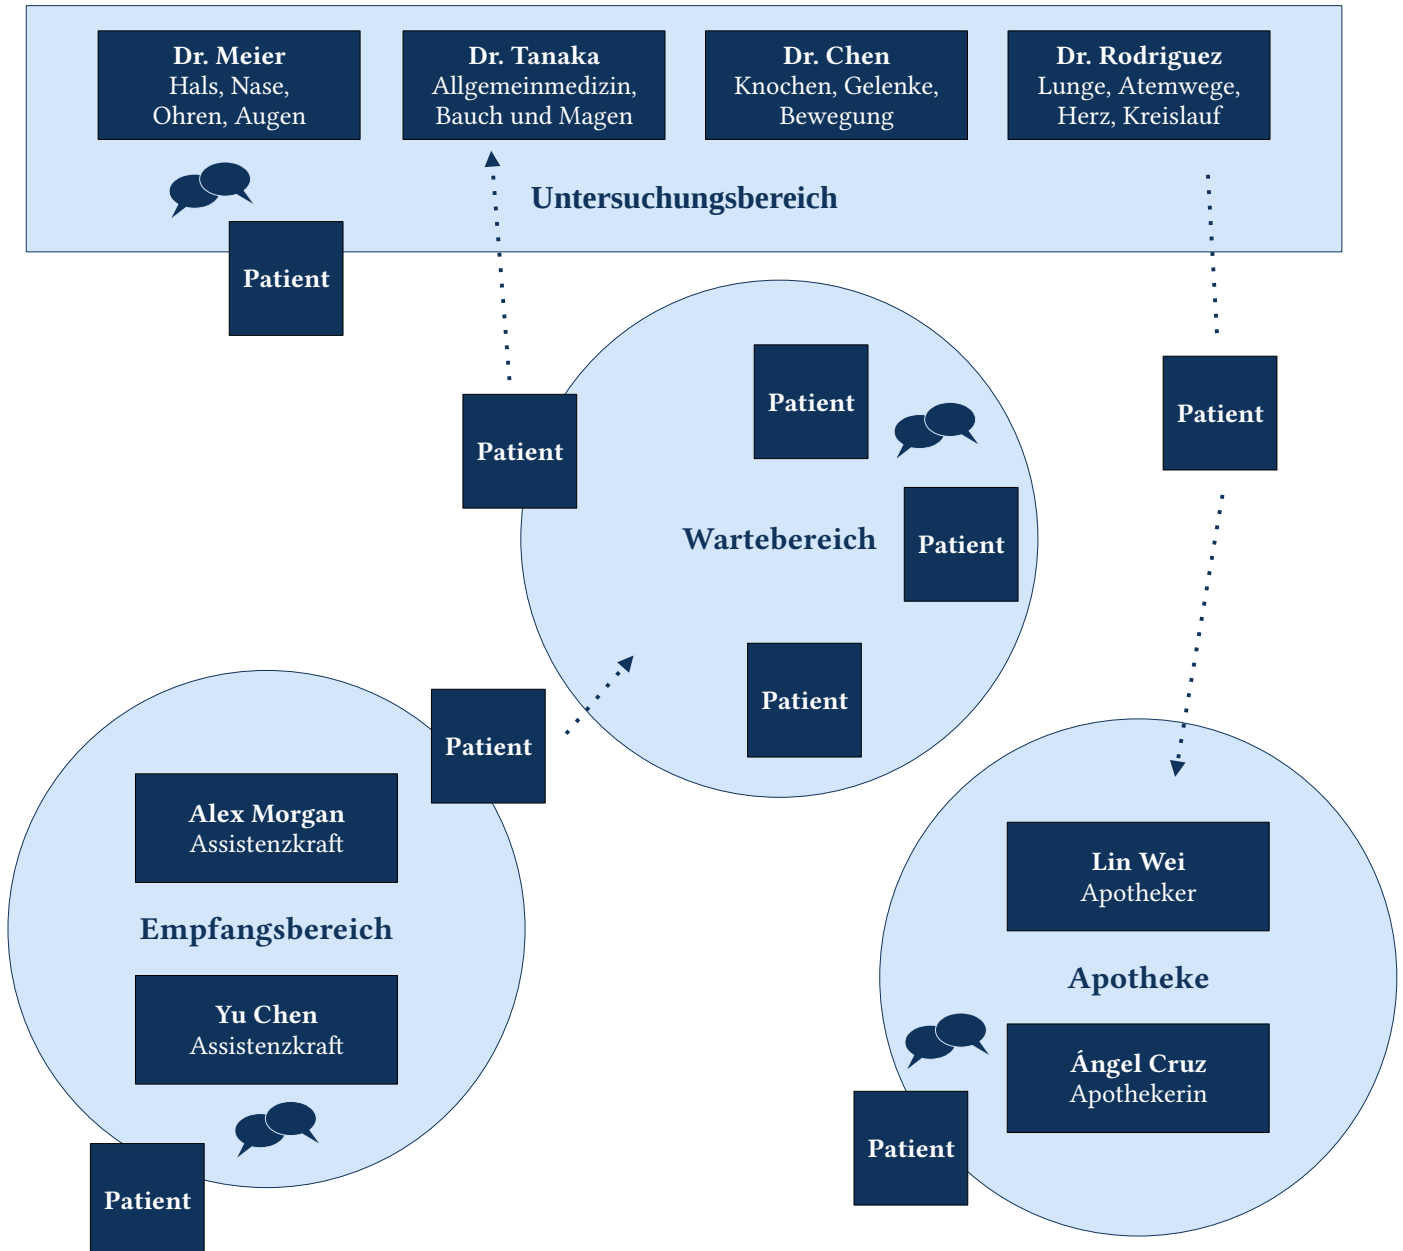 Dr. Meier
Hals, Nase,
Ohren, Augen
Dr. Tanaka
Allgemeinmedizin,
Bauch und Magen
Dr. Chen
Knochen, Gelenke,
Bewegung
Dr. Rodriguez
Lunge, Atemwege,
Herz, Kreislauf
Untersuchungsbereich
Patient
Patient
Patient
Patient
Wartebereich
Patient
Patient
Patient
Alex Morgan
Assistenzkraft
Empfangsbereich
Yu Chen
Assistenzkraft
Patient
Lin Wei
Apotheker
Apotheke
Ángel Cruz
Apothekerin
Patient